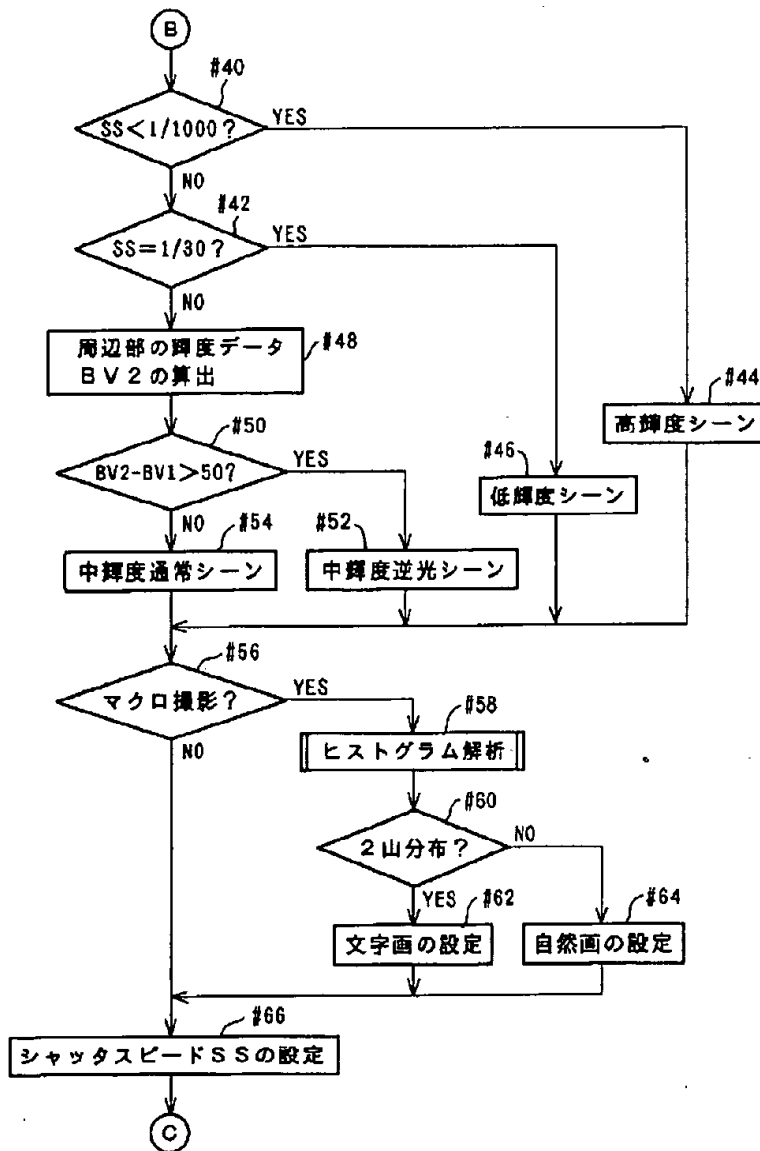 B
#40
SS<1/1000?
YES
NO
#42
SS=1/30?
YES
NO
周辺部の輝度データ
BV2の算出
#48
#44
高輝度シーン
#50
BV2-BV1>50?
YES
NO
#46
低輝度シーン
#54
中輝度通常シーン
#52
中輝度逆光シーン
#56
マクロ撮影?
YES
NO
#58
ヒストグラム解析
#60
2山分布?
NO
YES
#62
文字画の設定
#64
自然画の設定
#66
シャッタスピードSSの設定
C